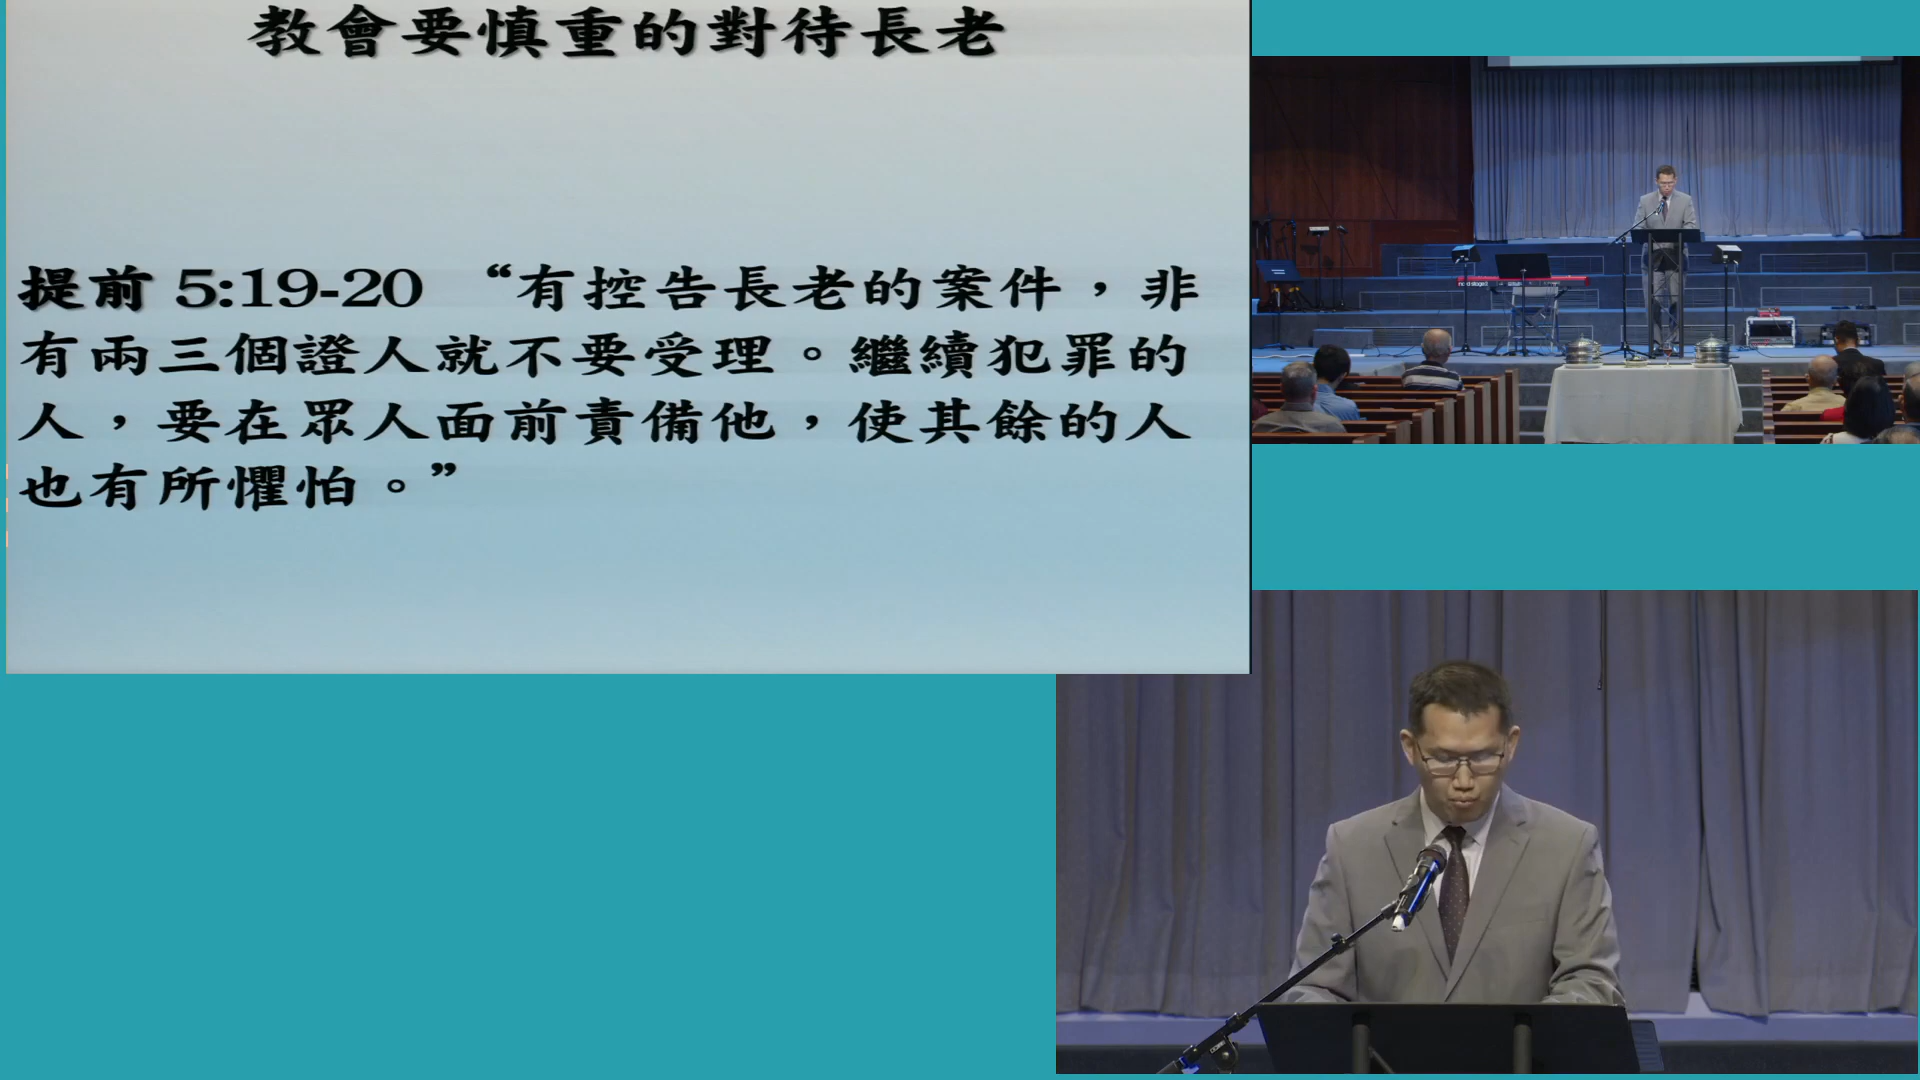 教會要慎重的對待長老
提前 5:19-20 “有控告長老的案件，非
有兩三個證人就不要受理。繼續犯罪的
人，要在眾人面前責備他，使其餘的人
也有所懼怕。”
nord stage3